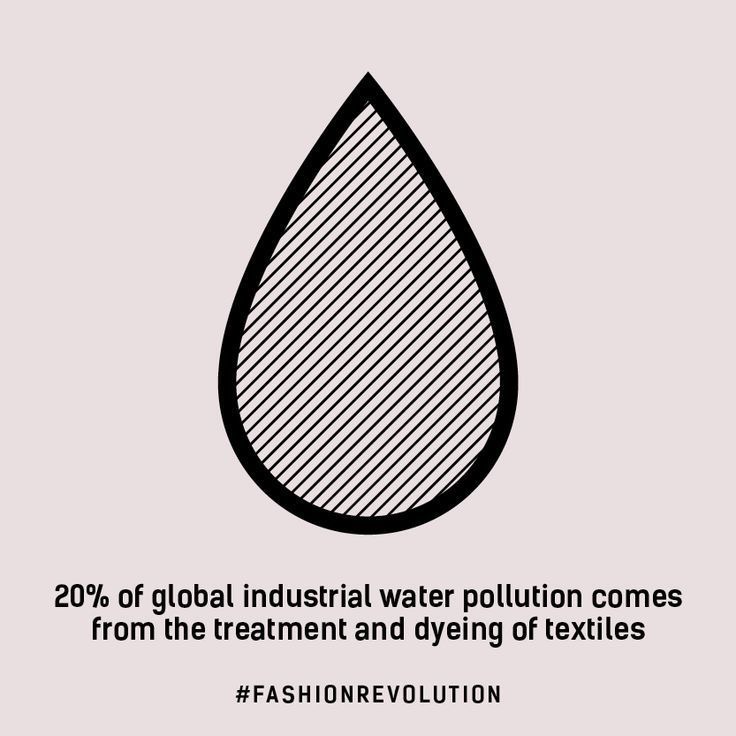 20% of global industrial water pollution comes
from the treatment and dyeing of textiles
#FASHIONREVOLUTION